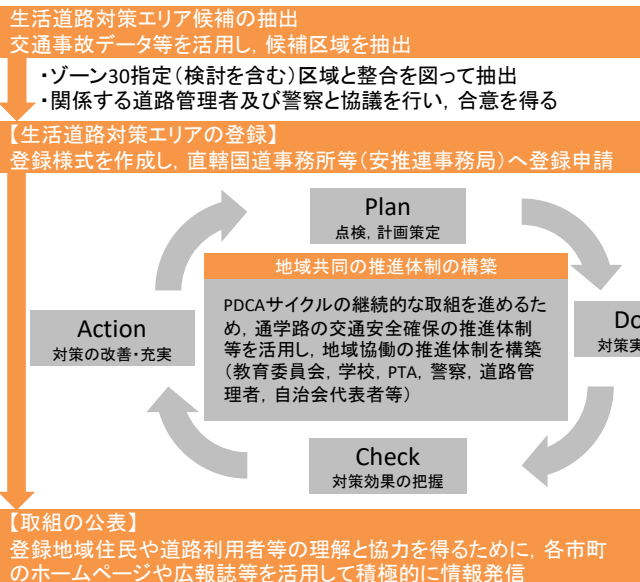 生活道路対策エリア候補の抽出
交通事故データ等を活用し，候補区域を抽出
・ゾーン30指定（検討を含む）区域と整合を図って抽出
・関係する道路管理者及び警察と協議を行い，合意を得る
【生活道路対策エリアの登録】
登録様式を作成し，直轄国道事務所等（安推連事務局）へ登録申請
Plan
点検，計画策定
地域共同の推進体制の構築
PDCAサイクルの継続的な取組を進めるた
め，通学路の交通安全確保の推進体制
等を活用し，地域協働の推進体制を構築
（教育委員会，学校，PTA，警察，道路管
理者，自治会代表者等）
Action
対策の改善・充実
Do
対策実
Check
対策効果の把握
【取組の公表】
登録地域住民や道路利用者等の理解と協力を得るために，各市町
のホームページや広報誌等を活用して積極的に情報発信